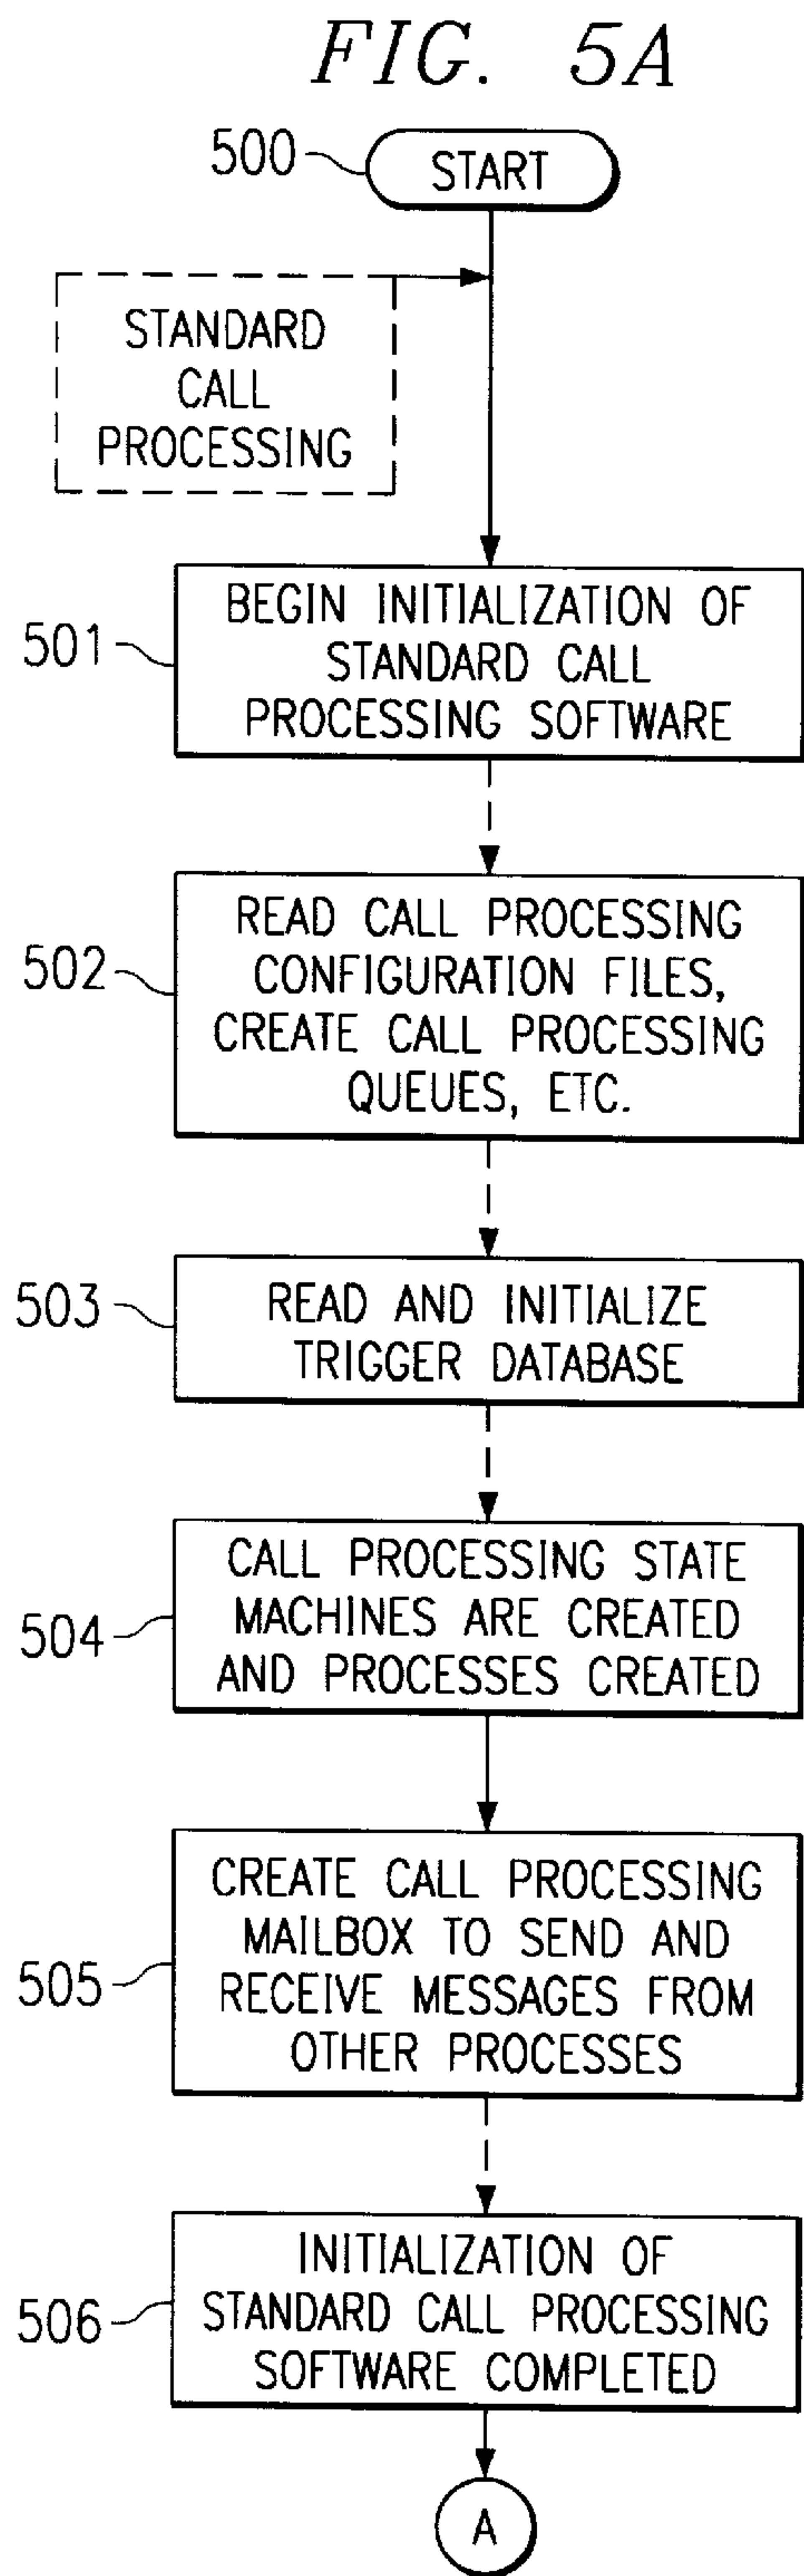 FIG. 5A
500
START
STANDARD
CALL
PROCESSING
501
BEGIN INITIALIZATION OF
STANDARD CALL
PROCESSING SOFTWARE
502
READ CALL PROCESSING
CONFIGURATION FILES,
CREATE CALL PROCESSING
QUEUES, ETC.
503
READ AND INITIALIZE
TRIGGER DATABASE
504
CALL PROCESSING STATE
MACHINES ARE CREATED
AND PROCESSES CREATED
505
CREATE CALL PROCESSING
MAILBOX TO SEND AND
RECEIVE MESSAGES FROM
OTHER PROCESSES
506
INITIALIZATION OF
STANDARD CALL PROCESSING
SOFTWARE COMPLETED
A